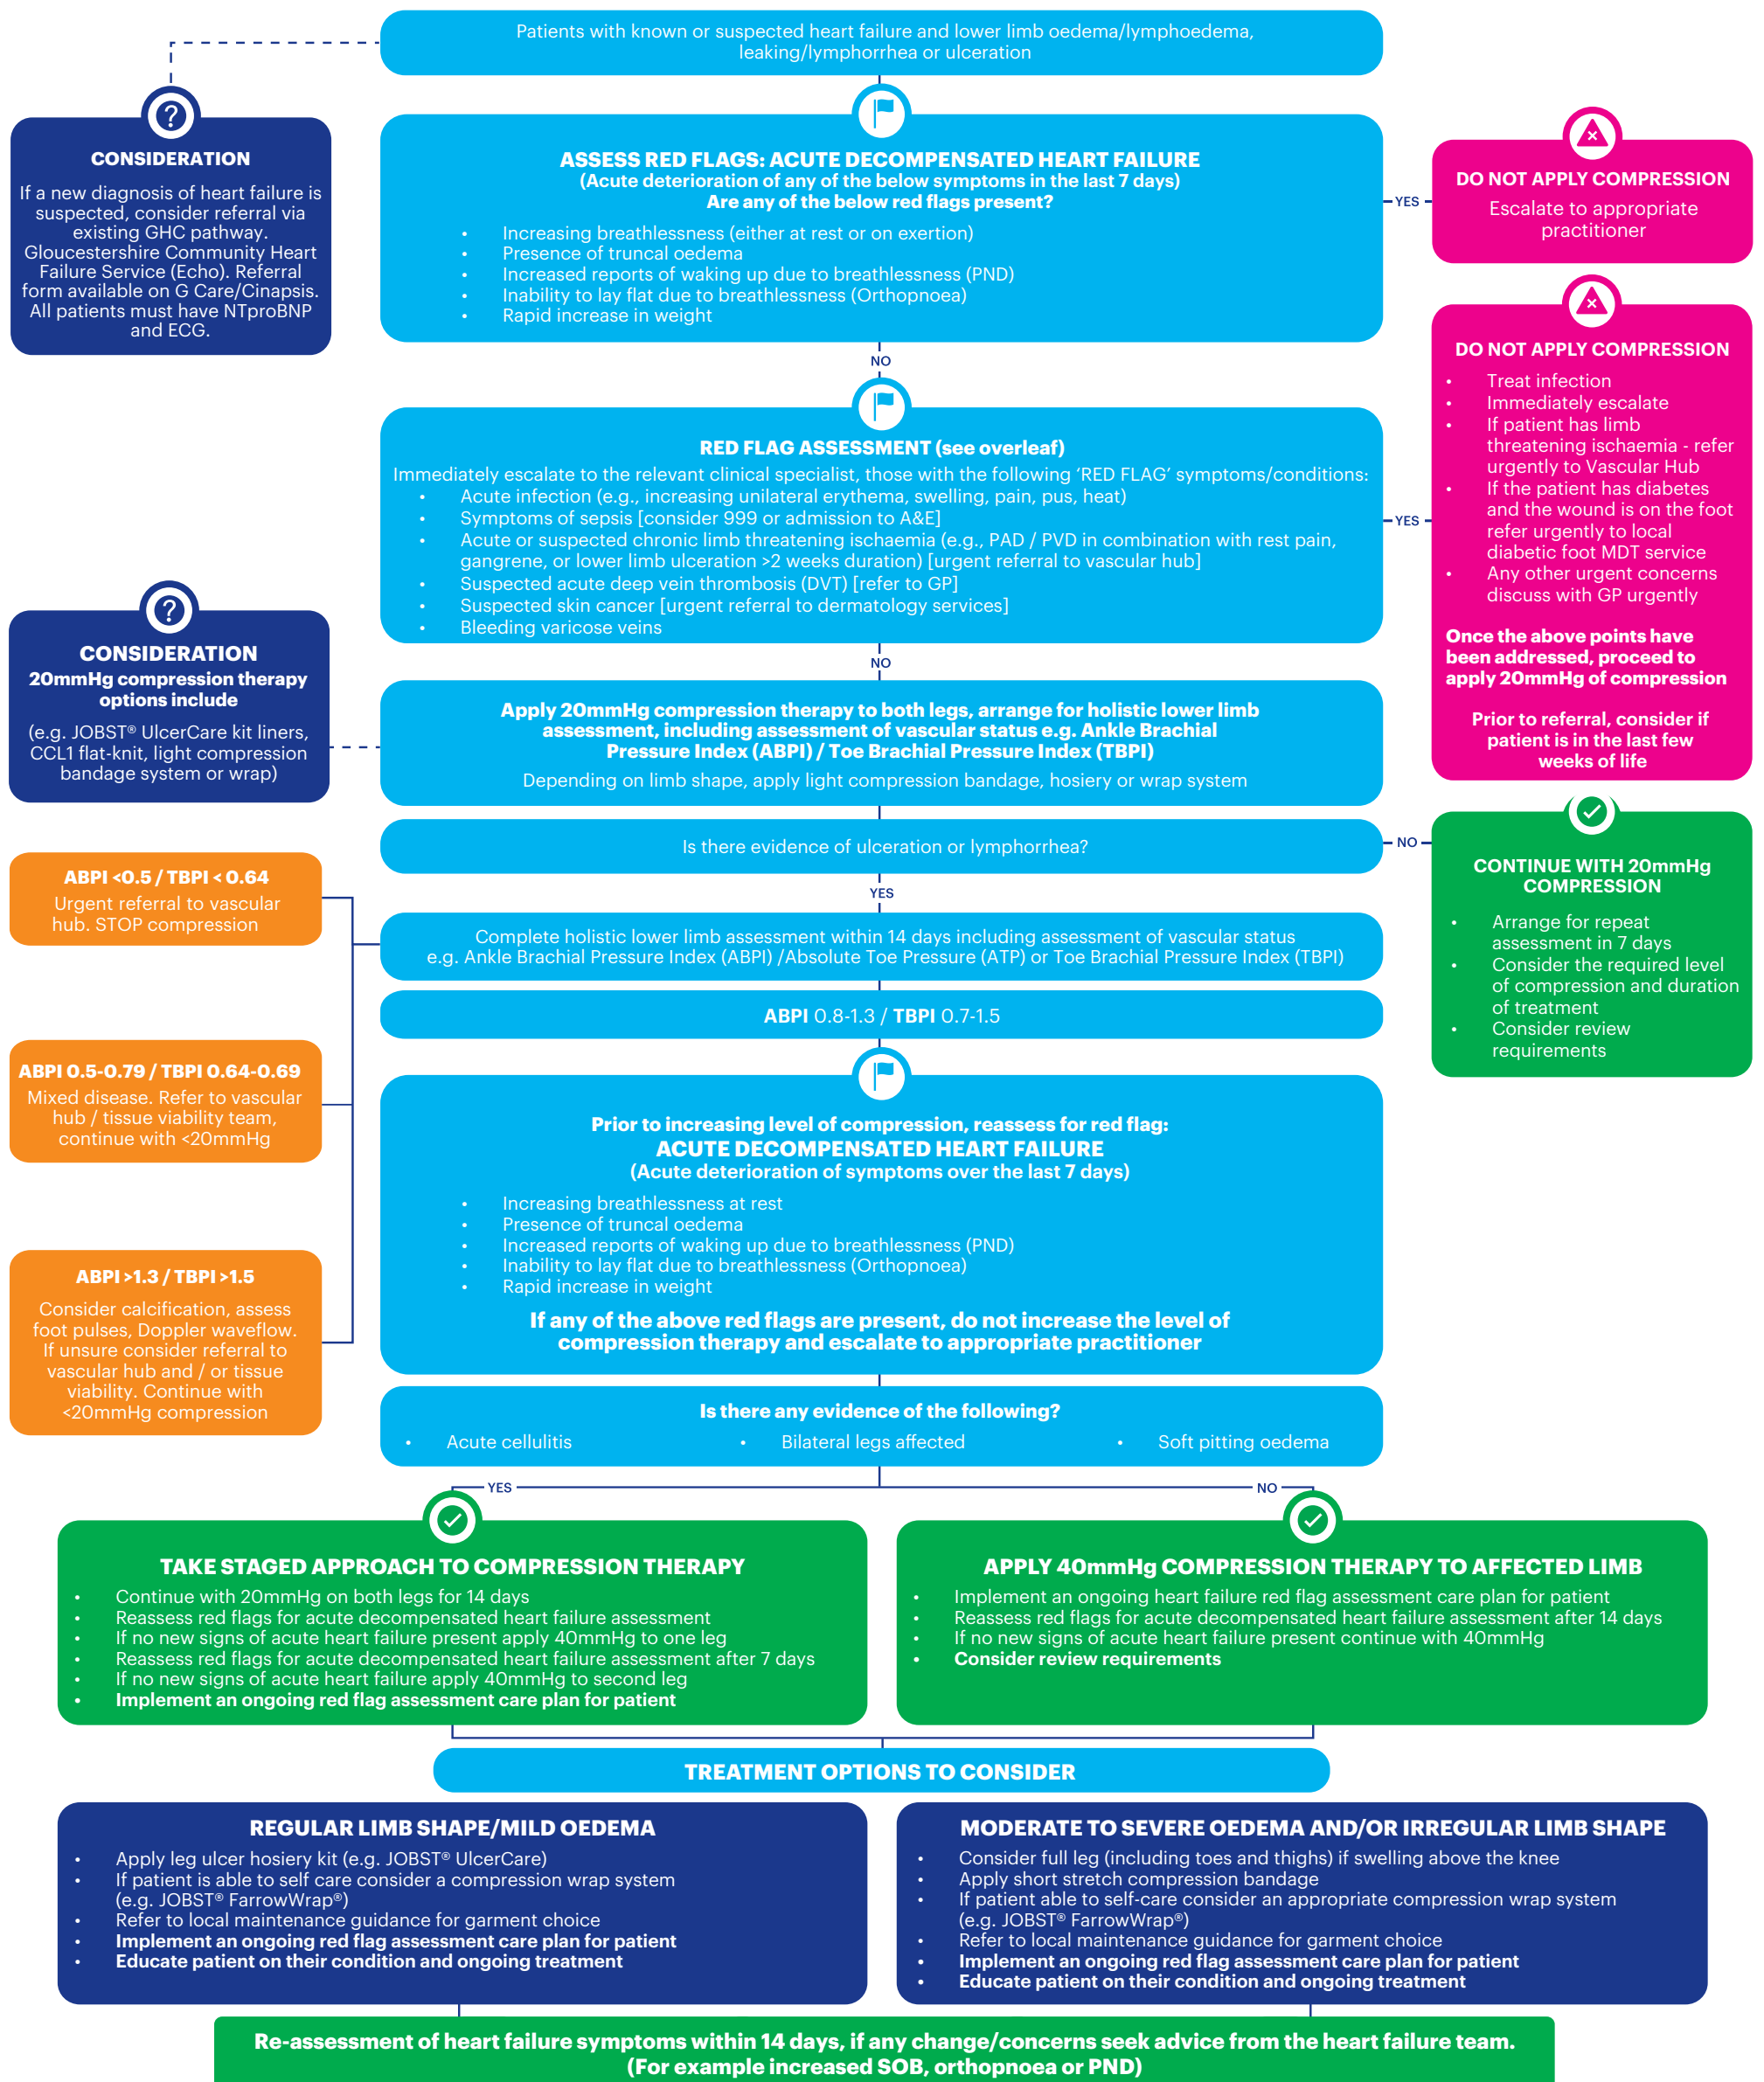 Patients with known or suspected heart failure and lower limb oedema/lymphoedema,
leaking/lymphorrhea or ulceration
CONSIDERATION
If a new diagnosis of heart failure is
suspected, consider referral via
existing GHC pathway.
Gloucestershire Community Heart
Failure Service (Echo). Referral
form available on G Care/Cinapsis.
All patients must have NTproBNP
and ECG.
ASSESS RED FLAGS: ACUTE DECOMPENSATED HEART FAILURE
(Acute deterioration of any of the below symptoms in the last 7 days)
Are any of the below red flags present?
• Increasing breathlessness (either at rest or on exertion)
• Presence of truncal oedema
• Increased reports of waking up due to breathlessness (PND)
• Inability to lay flat due to breathlessness (Orthopnoea)
• Rapid increase in weight
YES
DO NOT APPLY COMPRESSION
Escalate to appropriate
practitioner
NO
RED FLAG ASSESSMENT (see overleaf)
Immediately escalate to the relevant clinical specialist, those with the following ‘RED FLAG’ symptoms/conditions:
• Acute infection (e.g., increasing unilateral erythema, swelling, pain, pus, heat)
• Symptoms of sepsis [consider 999 or admission to A&E]
• Acute or suspected chronic limb threatening ischaemia (e.g., PAD / PVD in combination with rest pain,
gangrene, or lower limb ulceration >2 weeks duration) [urgent referral to vascular hub]
• Suspected acute deep vein thrombosis (DVT) [refer to GP]
• Suspected skin cancer [urgent referral to dermatology services]
• Bleeding varicose veins
YES
DO NOT APPLY COMPRESSION
• Treat infection
• Immediately escalate
• If patient has limb
threatening ischaemia - refer
urgently to Vascular Hub
• If the patient has diabetes
and the wound is on the foot
refer urgently to local
diabetic foot MDT service
• Any other urgent concerns
discuss with GP urgently
Once the above points have
been addressed, proceed to
apply 20mmHg of compression
Prior to referral, consider if
patient is in the last few
weeks of life
NO
CONSIDERATION
20mmHg compression therapy
options include
(e.g. JOBST® UlcerCare kit liners,
CCL1 flat-knit, light compression
bandage system or wrap)
Apply 20mmHg compression therapy to both legs, arrange for holistic lower limb
assessment, including assessment of vascular status e.g. Ankle Brachial
Pressure Index (ABPI) / Toe Brachial Pressure Index (TBPI)
Depending on limb shape, apply light compression bandage, hosiery or wrap system
Is there evidence of ulceration or lymphorrhea?
NO
CONTINUE WITH 20mmHg
COMPRESSION
• Arrange for repeat
assessment in 7 days
• Consider the required level
of compression and duration
of treatment
• Consider review
requirements
YES
Complete holistic lower limb assessment within 14 days including assessment of vascular status
e.g. Ankle Brachial Pressure Index (ABPI) /Absolute Toe Pressure (ATP) or Toe Brachial Pressure Index (TBPI)
ABPI <0.5 / TBPI < 0.64
Urgent referral to vascular
hub. STOP compression
ABPI 0.5-0.79 / TBPI 0.64-0.69
Mixed disease. Refer to vascular
hub / tissue viability team,
continue with <20mmHg
ABPI >1.3 / TBPI >1.5
Consider calcification, assess
foot pulses, Doppler waveflow.
If unsure consider referral to
vascular hub and / or tissue
viability. Continue with
<20mmHg compression
ABPI 0.8-1.3 / TBPI 0.7-1.5
Prior to increasing level of compression, reassess for red flag:
ACUTE DECOMPENSATED HEART FAILURE
(Acute deterioration of symptoms over the last 7 days)
• Increasing breathlessness at rest
• Presence of truncal oedema
• Increased reports of waking up due to breathlessness (PND)
• Inability to lay flat due to breathlessness (Orthopnoea)
• Rapid increase in weight
If any of the above red flags are present, do not increase the level of
compression therapy and escalate to appropriate practitioner
Is there any evidence of the following?
• Acute cellulitis • Bilateral legs affected • Soft pitting oedema
YES
NO
TAKE STAGED APPROACH TO COMPRESSION THERAPY
• Continue with 20mmHg on both legs for 14 days
• Reassess red flags for acute decompensated heart failure assessment
• If no new signs of acute heart failure present apply 40mmHg to one leg
• Reassess red flags for acute decompensated heart failure assessment after 7 days
• If no new signs of acute heart failure apply 40mmHg to second leg
• Implement an ongoing red flag assessment care plan for patient
APPLY 40mmHg COMPRESSION THERAPY TO AFFECTED LIMB
• Implement an ongoing heart failure red flag assessment care plan for patient
• Reassess red flags for acute decompensated heart failure assessment after 14 days
• If no new signs of acute heart failure present continue with 40mmHg
• Consider review requirements
TREATMENT OPTIONS TO CONSIDER
REGULAR LIMB SHAPE/MILD OEDEMA
• Apply leg ulcer hosiery kit (e.g. JOBST® UlcerCare)
• If patient is able to self care consider a compression wrap system
(e.g. JOBST® FarrowWrap®)
• Refer to local maintenance guidance for garment choice
• Implement an ongoing red flag assessment care plan for patient
• Educate patient on their condition and ongoing treatment
MODERATE TO SEVERE OEDEMA AND/OR IRREGULAR LIMB SHAPE
• Consider full leg (including toes and thighs) if swelling above the knee
• Apply short stretch compression bandage
• If patient able to self-care consider an appropriate compression wrap system
(e.g. JOBST® FarrowWrap®)
• Refer to local maintenance guidance for garment choice
• Implement an ongoing red flag assessment care plan for patient
• Educate patient on their condition and ongoing treatment
Re-assessment of heart failure symptoms within 14 days, if any change/concerns seek advice from the heart failure team.
(For example increased SOB, orthopnoea or PND)